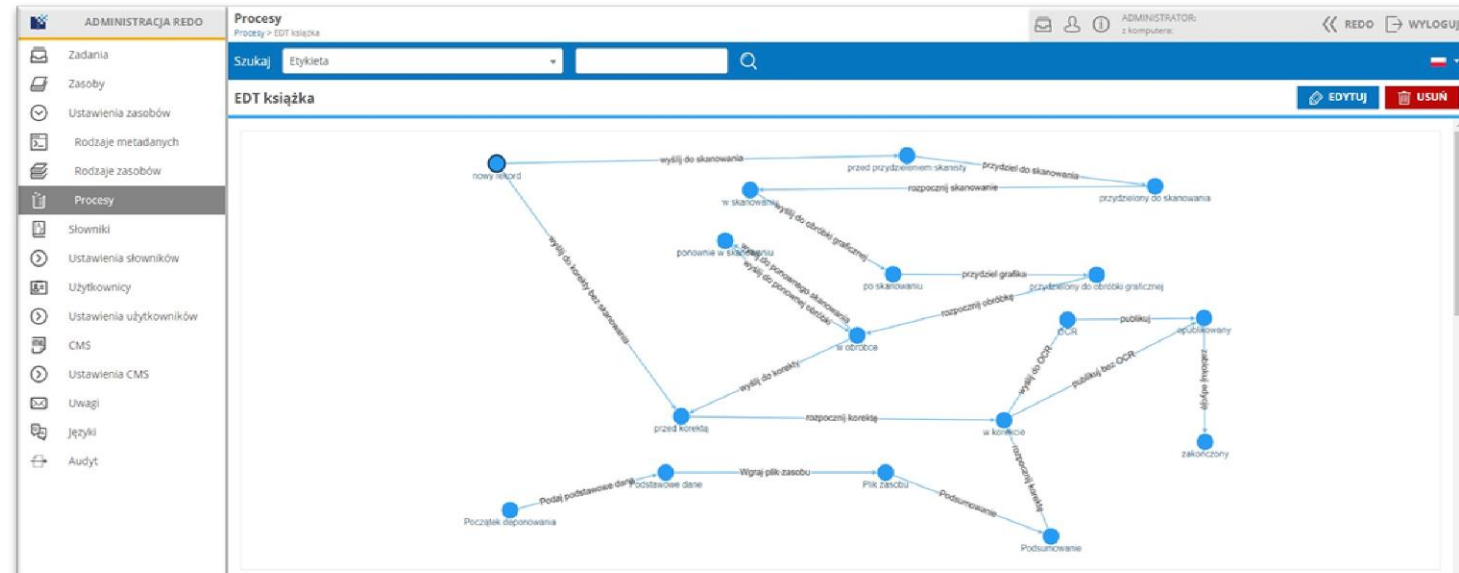 ADMINISTRACJA REDO
Zadania
Zasoby
Ustawienia zasobów
Rodzaje metadanych
Rodzaje zasobów
Procesy
Słowniki
Ustawienia słowników
Użytkownicy
Ustawienia użytkowników
CMS
Ustawienia CMS
Uwagi
Języki
Audyt
Procesy
Procesy > EDT książka
ADMINISTRATOR:
z komputera:
REDO
WYLOGUJ
Szukaj
Etykieta
EDT książka
EDYTUJ
USUŃ
nowy rekord
wyślij do skanowania
przed przydzieleniem skanisty
przydziel do skanowania
przydzielony do skanowania
rozpocznij skanowanie
w skanowaniu
wyślij do obróbki graficznej
ponownie w skanowaniu
wyślij do ponownego skanowania
wyślij do ponownej obróbki
po skanowaniu
przydziel grafika
przydzielony do obróbki graficznej
rozpocznij obróbkę
w obróbce
wyślij do korekty bez skanowania
wyślij do korekty
przed korektą
rozpocznij korektę
w korekcie
wyślij do OCR
OCR
publikuj
opublikowany
publikuj bez OCR
zablokuj edycję
zakończony
Początek deponowania
Podaj podstawowe dane
Podstawowe dane
Wgraj plik zasobu
Plik zasobu
Podsumowanie
Podsumowanie
rozpocznij korektę